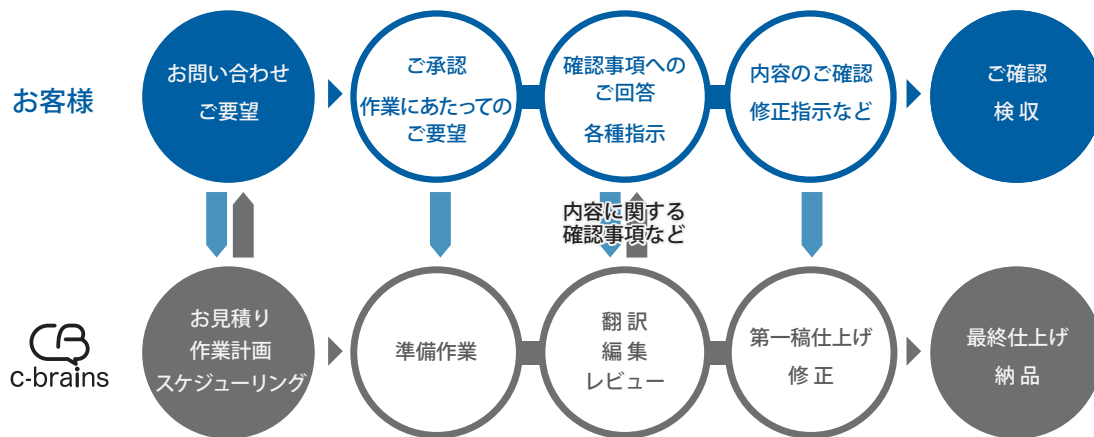 お客様
お問い合わせ
ご要望
ご承認
作業にあたっての
ご要望
確認事項への
ご回答
各種指示
内容のご確認
修正指示など
ご確認
検収
内容に関する
確認事項など
CB
c-brains
お見積り
作業計画
スケジューリング
準備作業
翻訳
編集
レビュー
第一稿仕上げ
修正
最終仕上げ
納品